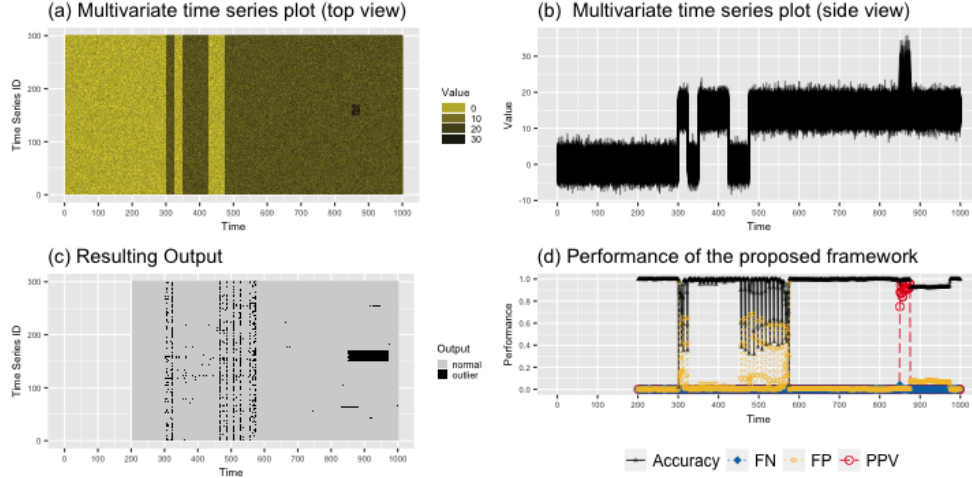 (a) Multivariate time series plot (top view)
300
200
100
0
Time Series ID
0 100 200 300 400 500 600 700 800 900 1000
Time
Value
0
10
20
30
(b) Multivariate time series plot (side view)
30
20
10
0
-10
Value
0 100 200 300 400 500 600 700 800 900 1000
Time
(c) Resulting Output
300
200
100
0
Time Series ID
0 100 200 300 400 500 600 700 800 900 1000
Time
Output
normal
outlier
(d) Performance of the proposed framework
1.0
0.8
0.6
0.4
0.2
0.0
Performance
0 100 200 300 400 500 600 700 800 900 1000
Time
Accuracy FN FP PPV